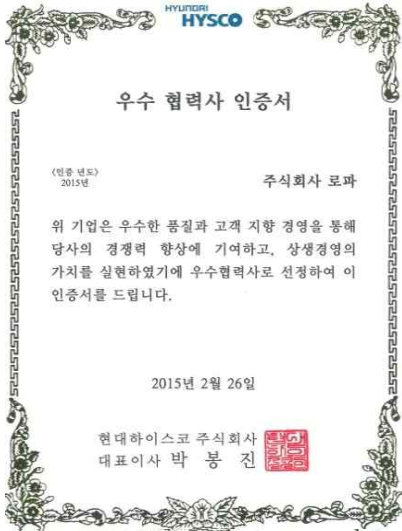 HYUNDAI
HYSCO
우수 협력사 인증서
<인증 년도>
2015년
주식회사 로파
위 기업은 우수한 품질과 고객 지향 경영을 통해
당사의 경쟁력 향상에 기여하고, 상생경영의
가치를 실현하였기에 우수협력사로 선정하여 이
인증서를 드립니다.
2015년 2월 26일
현대하이스코 주식회사
대표이사 박 봉 진